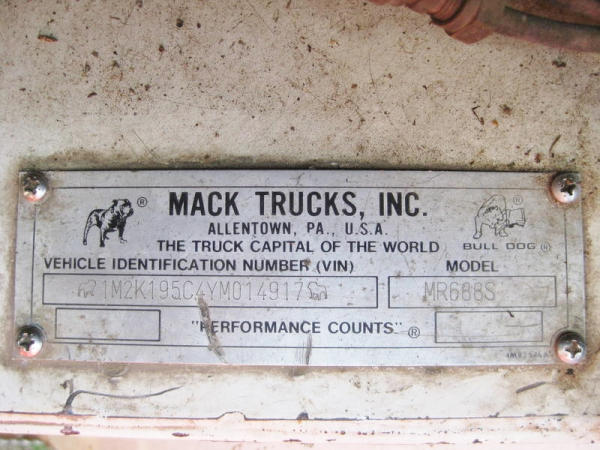 MACK TRUCKS, INC.
ALLENTOWN, PA., U.S.A.
THE TRUCK CAPITAL OF THE WORLD
BULL DOG ®
VEHICLE IDENTIFICATION NUMBER (VIN) MODEL
1M2K195C4YM014917 MR688S
"PERFORMANCE COUNTS" ®